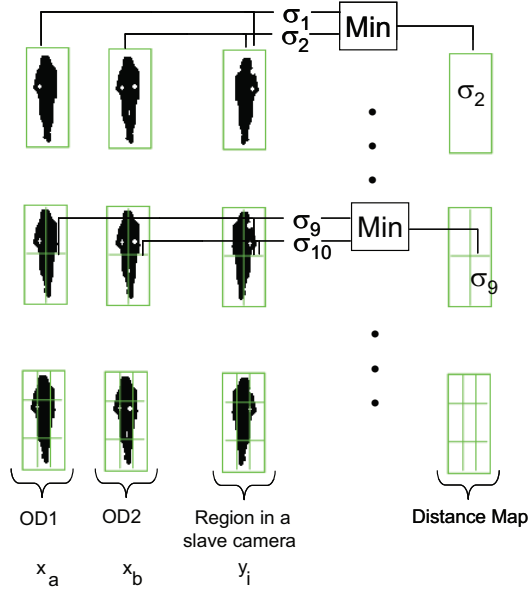 σ1
σ2
Min
σ2
σ9
σ10
Min
σ9
OD1
OD2
Region in a
slave camera
Distance Map
xa
xb
yi